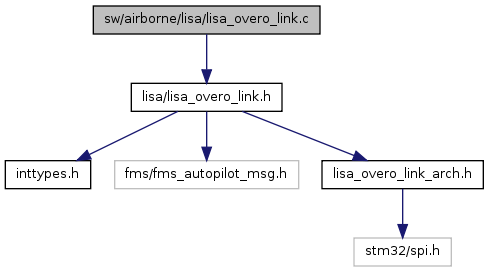 sw/airborne/lisa/lisa_overo_link.c
lisa/lisa_overo_link.h
inttypes.h
fms/fms_autopilot_msg.h
lisa_overo_link_arch.h
stm32/spi.h